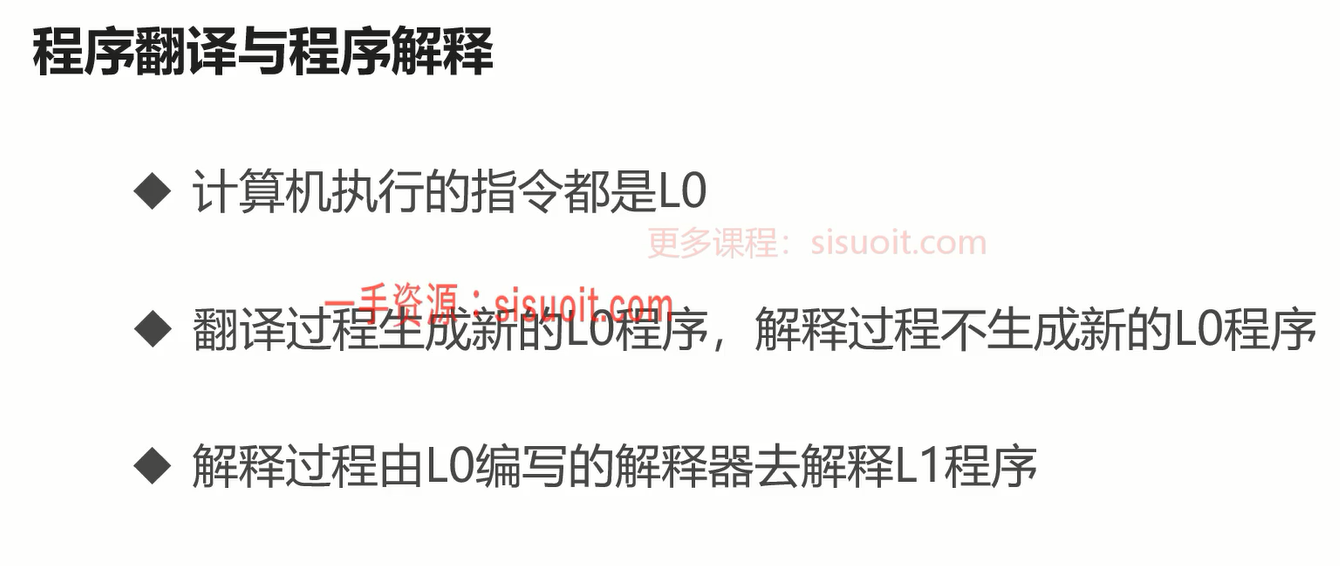 程序翻译与程序解释
◆ 计算机执行的指令都是L0
更多课程：sisuoit.com
一手资源：sisuoit.com
◆ 翻译过程生成新的L0程序，解释过程不生成新的L0程序
◆ 解释过程由L0编写的解释器去解释L1程序